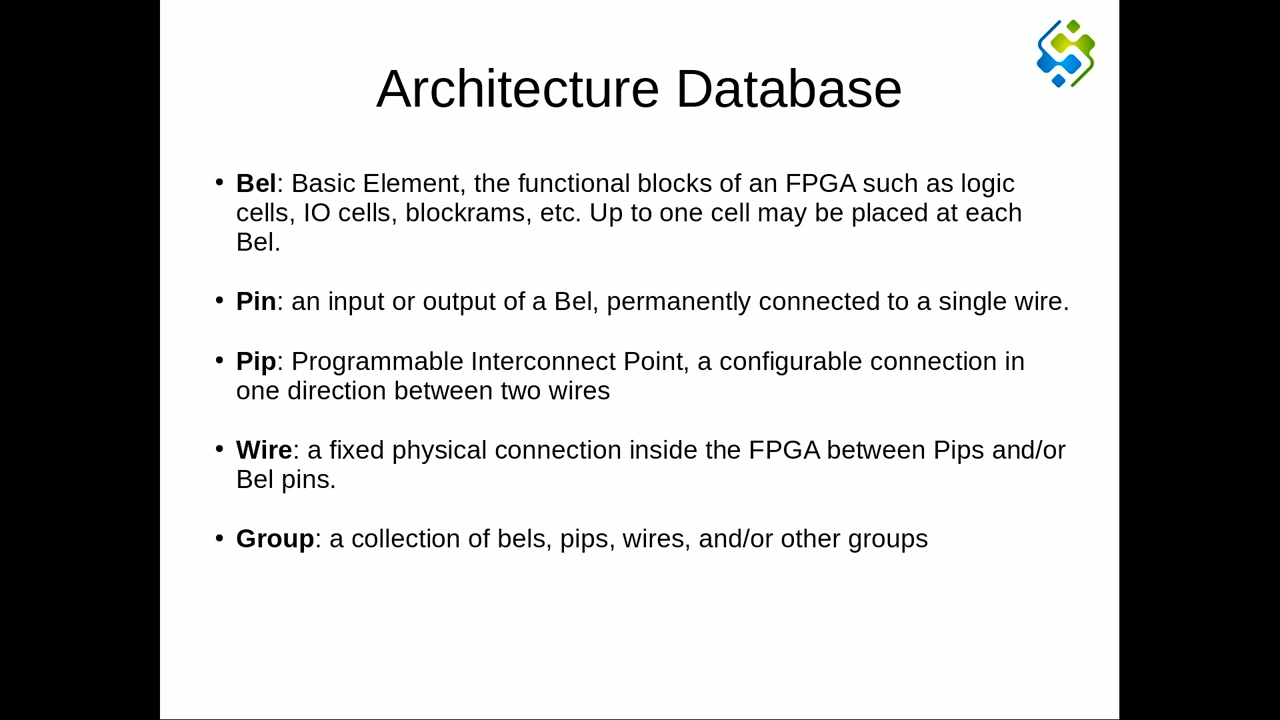 Architecture Database
• Bel: Basic Element, the functional blocks of an FPGA such as logic
cells, IO cells, blockrams, etc. Up to one cell may be placed at each
Bel.
• Pin: an input or output of a Bel, permanently connected to a single wire.
• Pip: Programmable Interconnect Point, a configurable connection in
one direction between two wires
• Wire: a fixed physical connection inside the FPGA between Pips and/or
Bel pins.
• Group: a collection of bels, pips, wires, and/or other groups